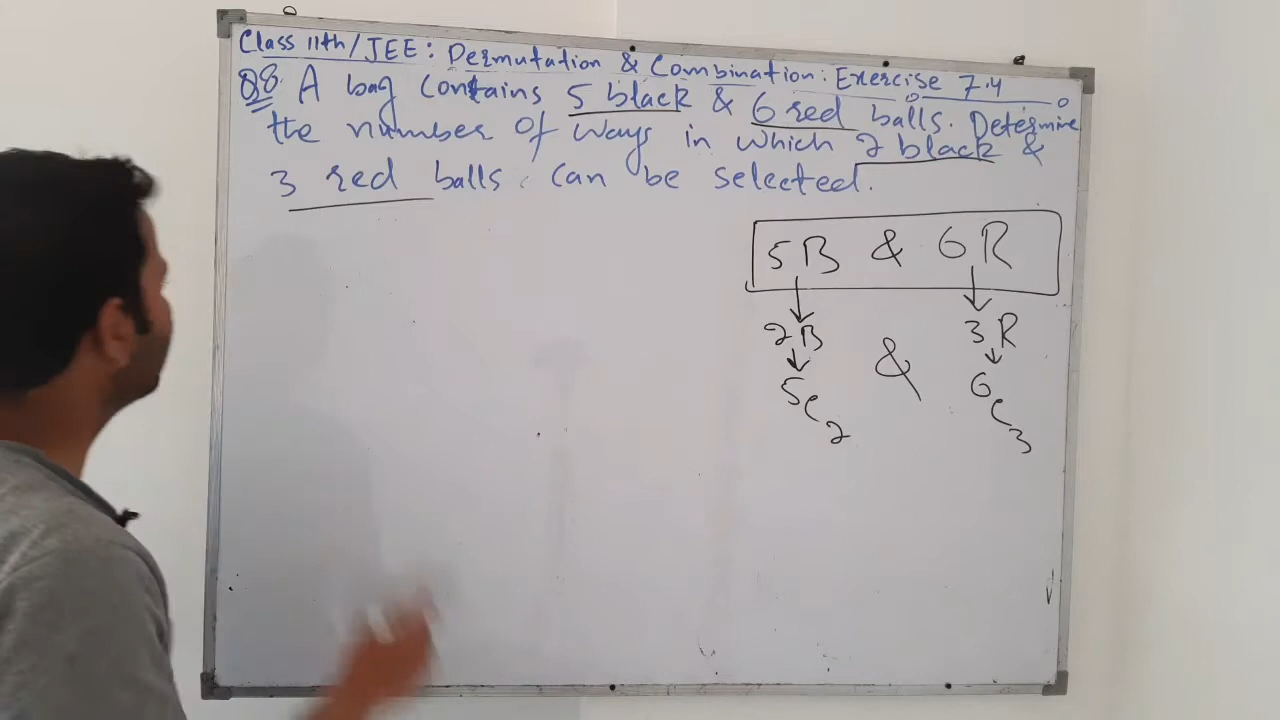 Class 11th/JEE: Permutation & Combination: Exercise 7.4
Q8. A bag contains 5 black & 6 red balls. Determine
the number of ways in which 2 black &
3 red balls can be selected.
5B & 6R
2B & 3R
5C2 6C3